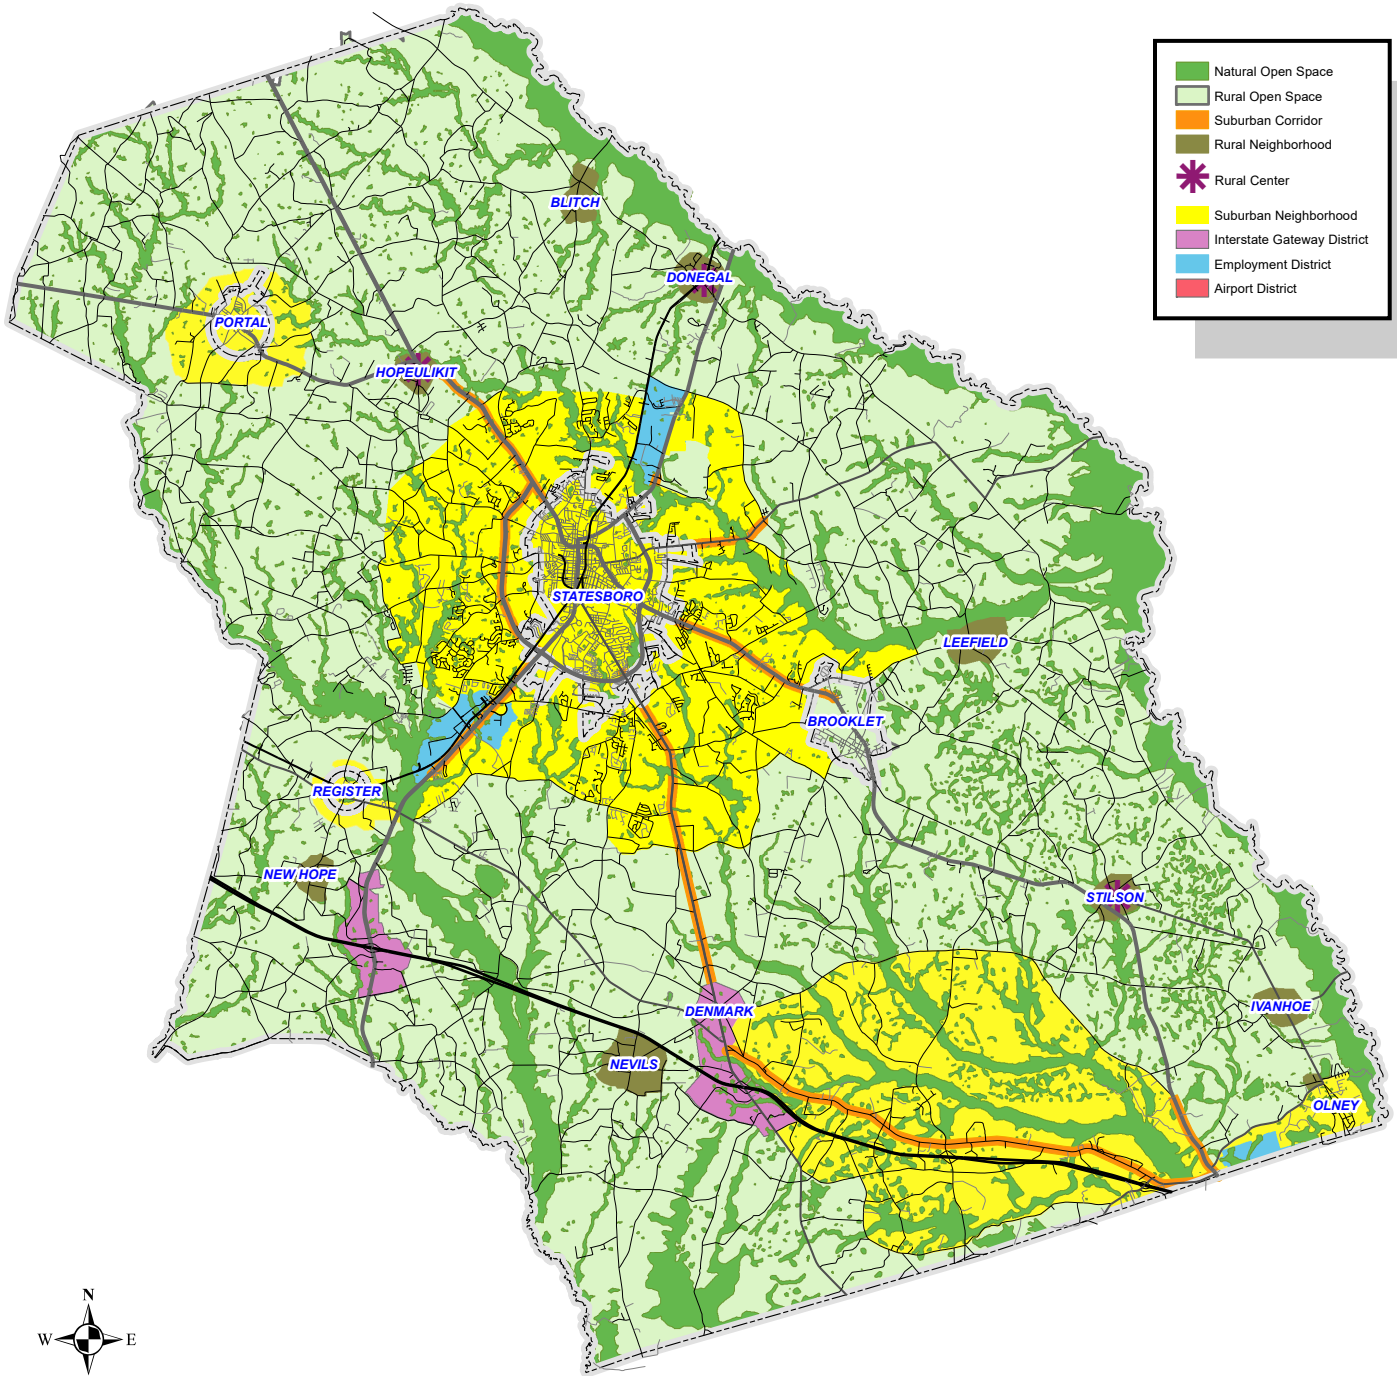 Natural Open Space
Rural Open Space
Suburban Corridor
Rural Neighborhood
Rural Center
Suburban Neighborhood
Interstate Gateway District
Employment District
Airport District
BLITCH
DONEGAL
PORTAL
HOPEULIKIT
STATESBORO
LEEFIELD
BROOKLET
REGISTER
NEW HOPE
STILSON
DENMARK
IVANHOE
NEVILS
OLNEY
N
W E
S